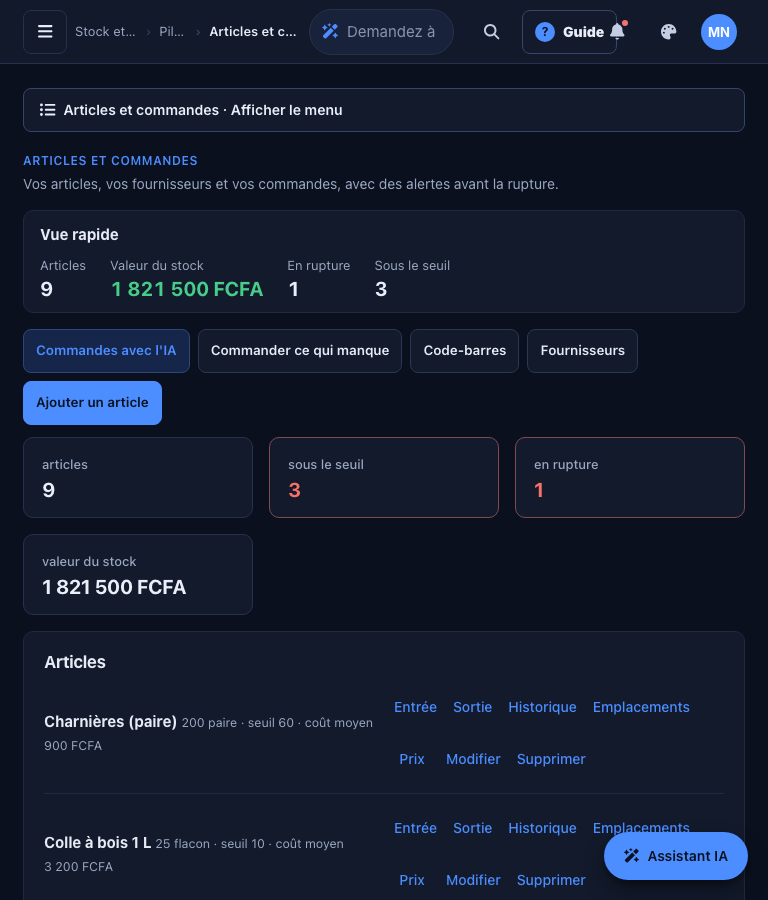 Stock et... › Pil... › Articles et c... Demandez à ? Guide MN
Articles et commandes · Afficher le menu
ARTICLES ET COMMANDES
Vos articles, vos fournisseurs et vos commandes, avec des alertes avant la rupture.
Vue rapide
Articles Valeur du stock En rupture Sous le seuil
9 1 821 500 FCFA 1 3
Commandes avec l'IA Commander ce qui manque Code-barres Fournisseurs
Ajouter un article
articles sous le seuil en rupture
9 3 1
valeur du stock
1 821 500 FCFA
Articles
Entrée Sortie Historique Emplacements
Charnières (paire) 200 paire · seuil 60 · coût moyen
900 FCFA
Prix Modifier Supprimer
Entrée Sortie Historique Emplacements
Colle à bois 1 L 25 flacon · seuil 10 · coût moyen
3 200 FCFA
Assistant IA
Prix Modifier Supprimer